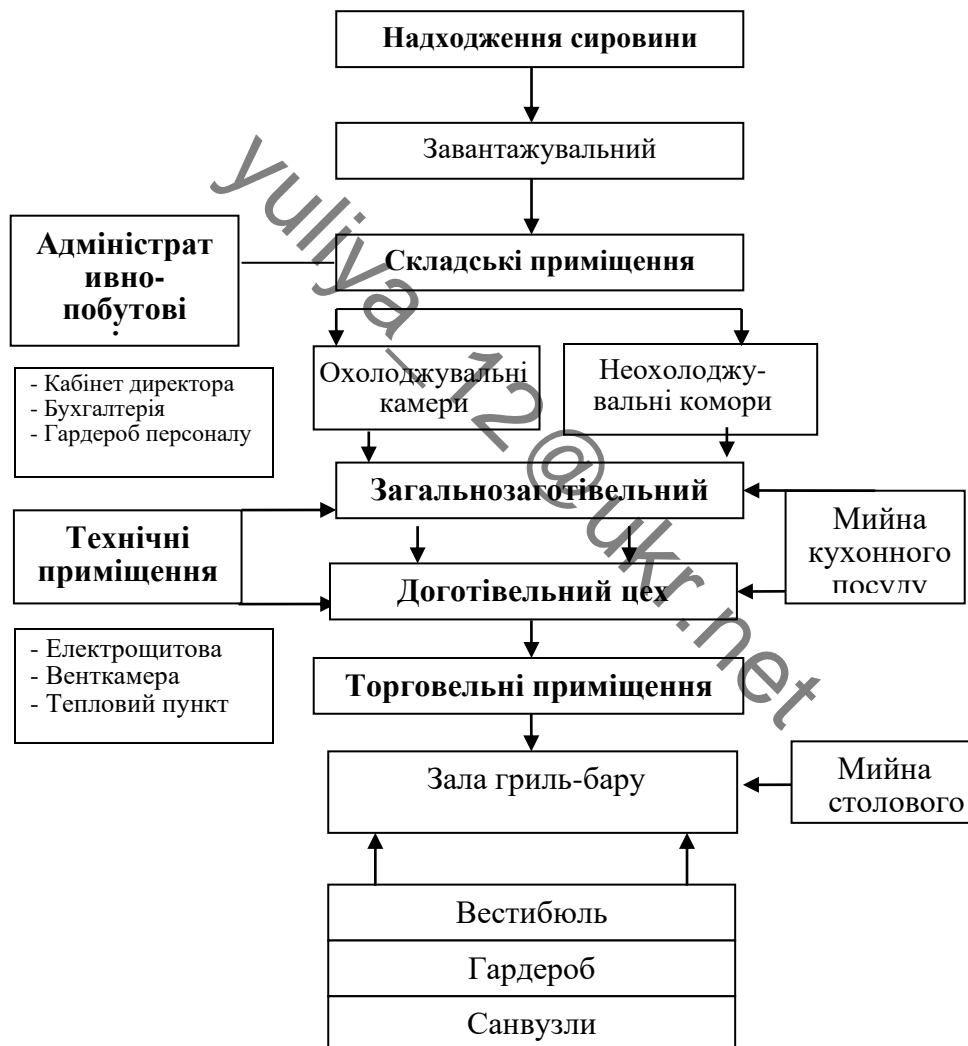 Надходження сировини
Завантажувальний
Адміністрат
ивно-
побутові
Складські приміщення
- Кабінет директора
- Бухгалтерія
- Гардероб персоналу
Охолоджувальні
камери
Неохолоджу-
вальні комори
Загальнозаготівельний
Технічні
приміщення
Мийна
кухонного
посуду
Доготівельний цех
- Електрощитова
- Венткамера
- Тепловий пункт
Торговельні приміщення
Зала гриль-бару
Мийна
столового
Вестибюль
Гардероб
Санвузли
yuliya_12@ukr.net